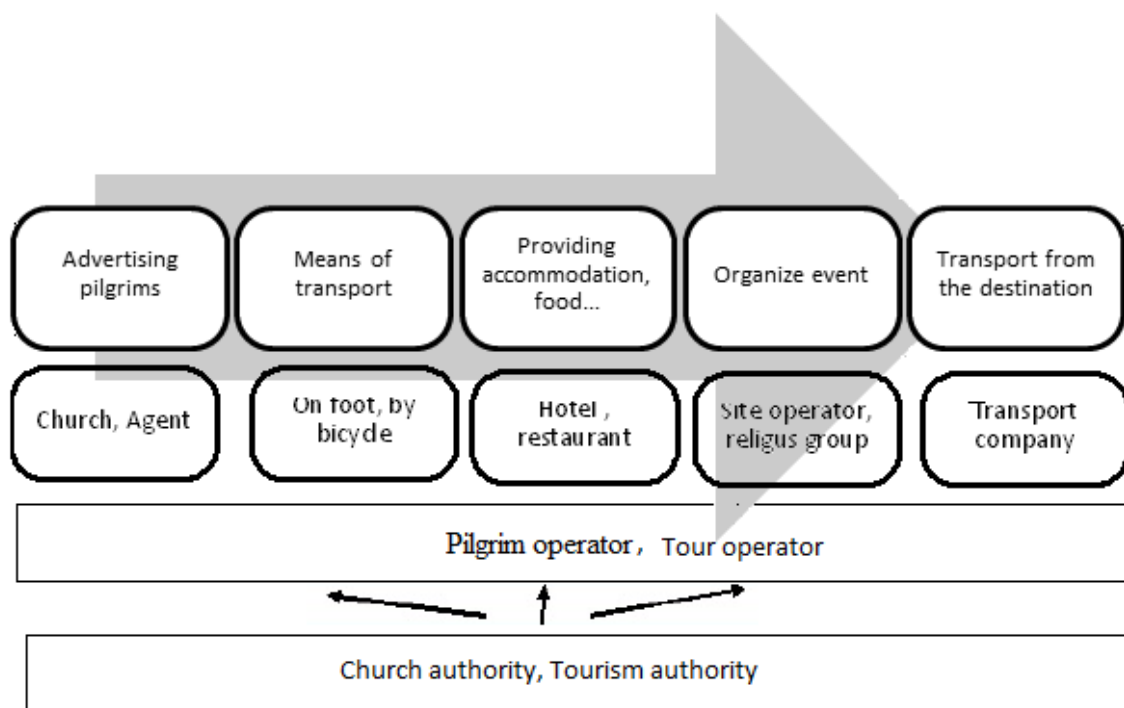 Advertising
pilgrims
Means of
transport
Providing
accommodation,
food...
Organize event
Transport from
the destination
Church, Agent
On foot, by
bicycle
Hotel ,
restaurant
Site operator,
religus group
Transport
company
Pilgrim operator, Tour operator
Church authority, Tourism authority